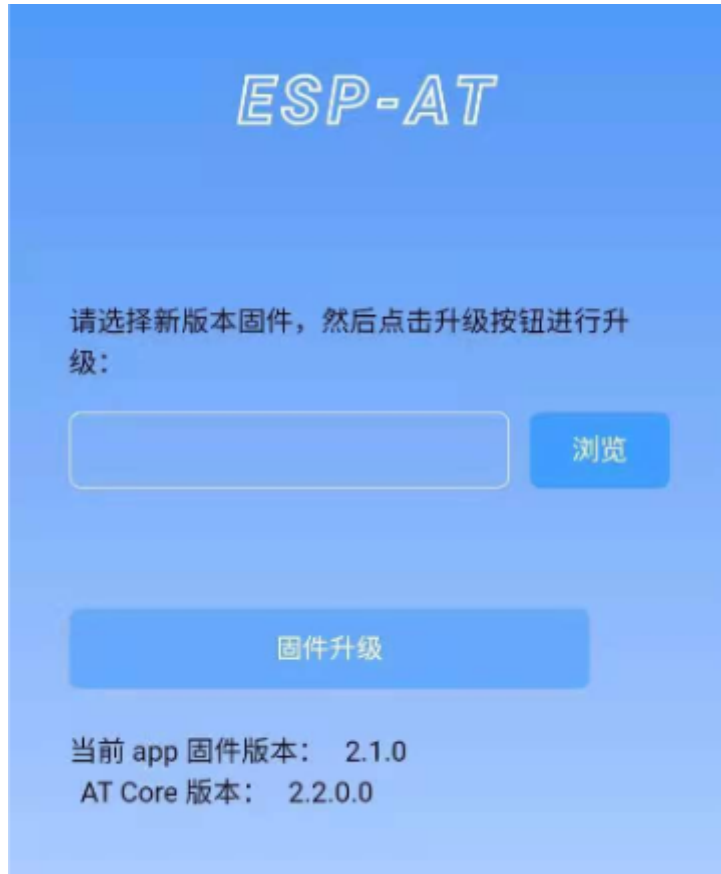 ESP-AT
请选择新版本固件，然后点击升级按钮进行升
级：
浏览
固件升级
当前 app 固件版本： 2.1.0
AT Core 版本： 2.2.0.0